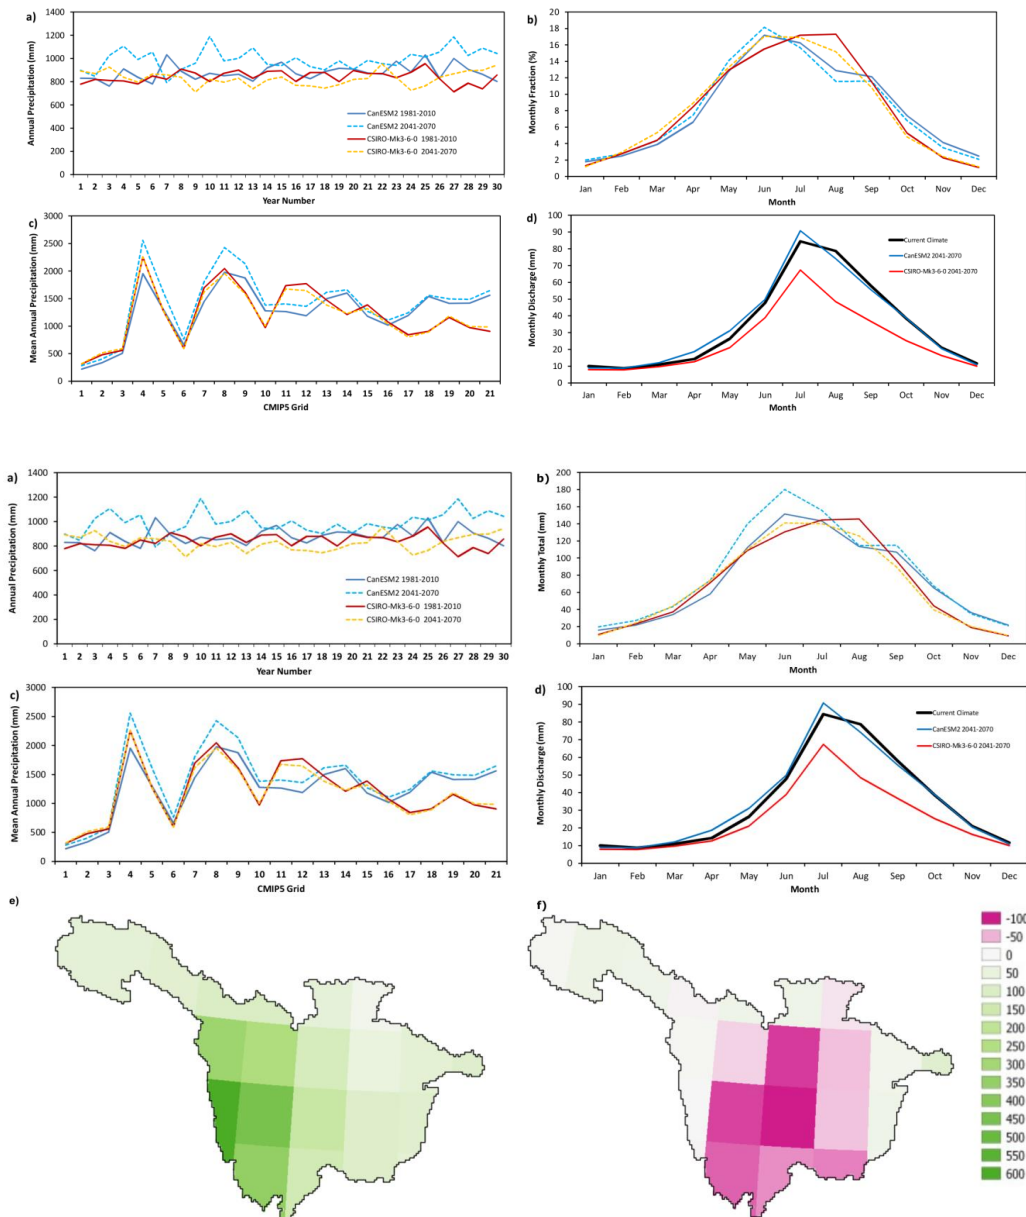 a)
Annual Precipitation (mm)
1400
1200
1000
800
600
400
200
0
CanESM2 1981-2010
CanESM2 2041-2070
CSIRO-Mk3-6-0 1981-2010
CSIRO-Mk3-6-0 2041-2070
1 2 3 4 5 6 7 8 9 10 11 12 13 14 15 16 17 18 19 20 21 22 23 24 25 26 27 28 29 30
Year Number
b)
Monthly Fraction (%)
20
18
16
14
12
10
8
6
4
2
0
Jan Feb Mar Apr May Jun Jul Aug Sep Oct Nov Dec
Month
c)
Mean Annual Precipitation (mm)
3000
2500
2000
1500
1000
500
0
1 2 3 4 5 6 7 8 9 10 11 12 13 14 15 16 17 18 19 20 21
CMIP5 Grid
d)
Monthly Discharge (mm)
100
90
80
70
60
50
40
30
20
10
0
Current Climate
CanESM2 2041-2070
CSIRO-Mk3-6-0 2041-2070
Jan Feb Mar Apr May Jun Jul Aug Sep Oct Nov Dec
Month
a)
Annual Precipitation (mm)
1400
1200
1000
800
600
400
200
0
CanESM2 1981-2010
CanESM2 2041-2070
CSIRO-Mk3-6-0 1981-2010
CSIRO-Mk3-6-0 2041-2070
1 2 3 4 5 6 7 8 9 10 11 12 13 14 15 16 17 18 19 20 21 22 23 24 25 26 27 28 29 30
Year Number
b)
Monthly Total (mm)
200
180
160
140
120
100
80
60
40
20
0
Jan Feb Mar Apr May Jun Jul Aug Sep Oct Nov Dec
Month
c)
Mean Annual Precipitation (mm)
3000
2500
2000
1500
1000
500
0
1 2 3 4 5 6 7 8 9 10 11 12 13 14 15 16 17 18 19 20 21
CMIP5 Grid
d)
Monthly Discharge (mm)
100
90
80
70
60
50
40
30
20
10
0
Current Climate
CanESM2 2041-2070
CSIRO-Mk3-6-0 2041-2070
Jan Feb Mar Apr May Jun Jul Aug Sep Oct Nov Dec
Month
e)
f)
-100
-50
0
50
100
150
200
250
300
350
400
450
500
550
600